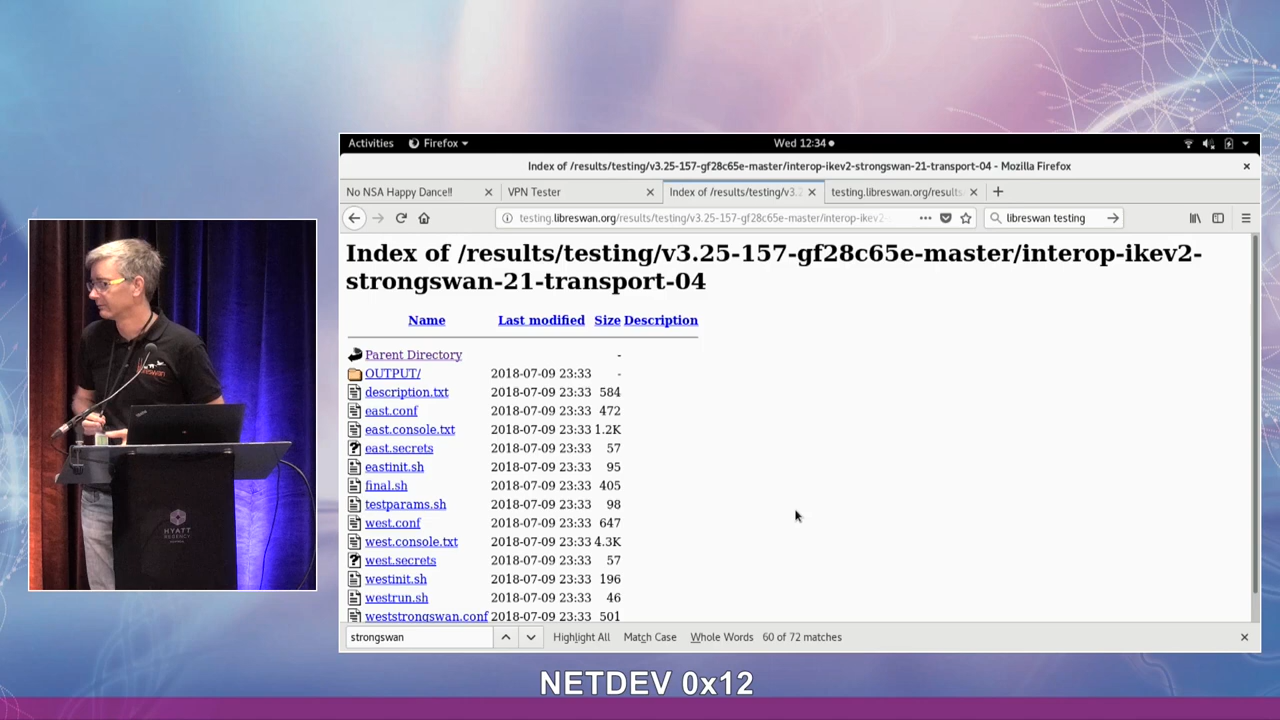 Activities Firefox Wed 12:34
Index of /results/testing/v3.25-157-gf28c65e-master/interop-ikev2-strongswan-21-transport-04 - Mozilla Firefox
No NSA Happy Dance!! VPN Tester Index of /results/testing/v3.2 testing.libreswan.org/results
testing.libreswan.org/results/testing/v3.25-157-gf28c65e-master/interop-ikev2- libreswan testing
Index of /results/testing/v3.25-157-gf28c65e-master/interop-ikev2-
strongswan-21-transport-04
Name Last modified Size Description
Parent Directory -
OUTPUT/ 2018-07-09 23:33 -
description.txt 2018-07-09 23:33 584
east.conf 2018-07-09 23:33 472
east.console.txt 2018-07-09 23:33 1.2K
east.secrets 2018-07-09 23:33 57
eastinit.sh 2018-07-09 23:33 95
final.sh 2018-07-09 23:33 405
testparams.sh 2018-07-09 23:33 98
west.conf 2018-07-09 23:33 647
west.console.txt 2018-07-09 23:33 4.3K
west.secrets 2018-07-09 23:33 57
westinit.sh 2018-07-09 23:33 196
westrun.sh 2018-07-09 23:33 46
weststrongswan.conf 2018-07-09 23:33 501
strongswan Highlight All Match Case Whole Words 60 of 72 matches
HYATT
REGENCY
NETDEV 0x12